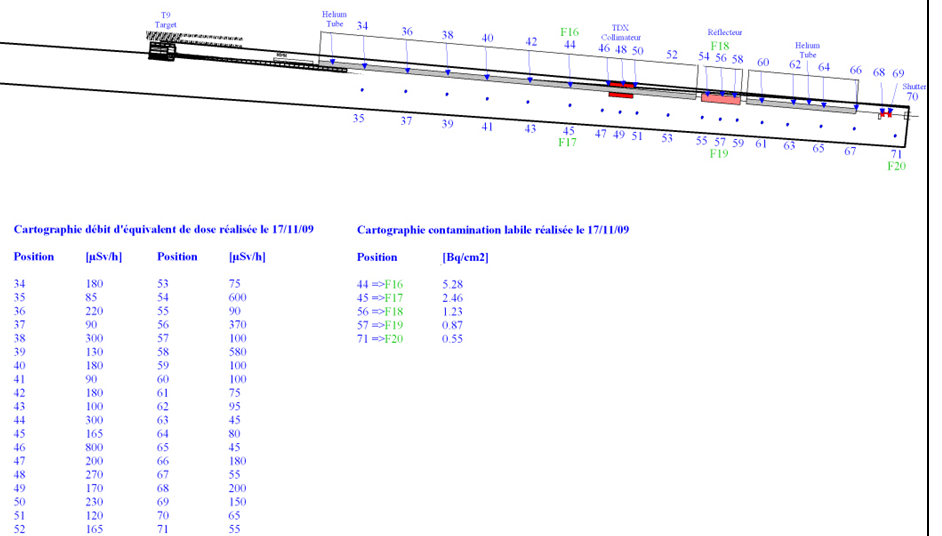 T9
Target
Helium
Tube
34
36
38
40
42
F16
44
TDX
Collimateur
46 48 50
52
Réflecteur
F18
54 56 58
Helium
Tube
60
62
64
66
68 69
Shutter
70
35
37
39
41
43
45
F17
47
49
51
53
55
57
F19
59
61
63
65
67
71
F20
Cartographie débit d'équivalent de dose réalisée le 17/11/09
Position [µSv/h] Position [µSv/h]
34 180 53 75
35 85 54 600
36 220 55 90
37 90 56 370
38 300 57 100
39 130 58 580
40 180 59 100
41 90 60 100
42 180 61 75
43 100 62 95
44 300 63 45
45 165 64 80
46 800 65 45
47 200 66 180
48 270 67 55
49 170 68 200
50 230 69 150
51 120 70 65
52 165 71 55
Cartographie contamination labile réalisée le 17/11/09
Position [Bq/cm2]
44 =>F16 5.28
45 =>F17 2.46
56 =>F18 1.23
57 =>F19 0.87
71 =>F20 0.55